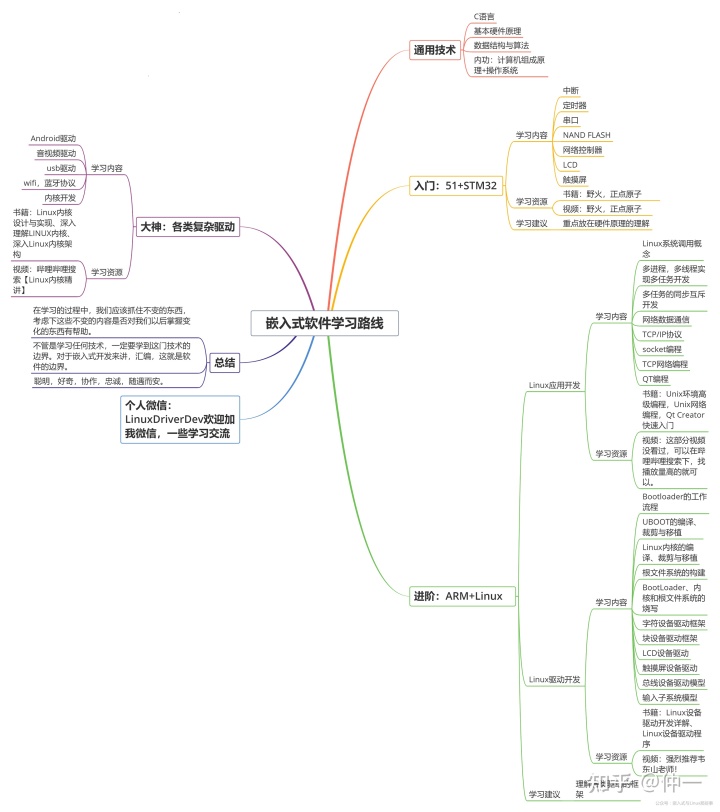 嵌入式软件学习路线
通用技术
C语言
基本硬件原理
数据结构与算法
内功：计算机组成原
理+操作系统
入门：51+STM32
学习内容
中断
定时器
串口
NAND FLASH
网络控制器
LCD
触摸屏
学习资源
书籍：野火，正点原子
视频：野火，正点原子
学习建议
重点放在硬件原理的理解
进阶：ARM+Linux
Linux应用开发
学习内容
Linux系统调用概
念
多进程，多线程实
现多任务开发
多任务的同步互斥
开发
网络数据通信
TCP/IP协议
socket编程
TCP网络编程
QT编程
学习资源
书籍：Unix环境高
级编程，Unix网络
编程，Qt Creator
快速入门
视频：这部分视频
没看过，可以在哔
哩哔哩搜索下，找
播放量高的就可
以。
Linux驱动开发
学习内容
Bootloader的工作
流程
UBOOT的编译、
裁剪与移植
Linux内核的编
译、裁剪与移植
根文件系统的构建
BootLoader、内
核和根文件系统的
烧写
字符设备驱动框架
块设备驱动框架
LCD设备驱动
触摸屏设备驱动
总线设备驱动模型
输入子系统模型
学习资源
书籍：Linux设备
驱动开发详解、
Linux设备驱动程
序
视频：强烈推荐韦
东山老师！
学习建议
理解
框
架
大神：各类复杂驱动
学习内容
Android驱动
音视频驱动
usb驱动
wifi，蓝牙协议
内核开发
学习资源
书籍：Linux内核
设计与实现、深入
理解LINUX内核、
深入Linux内核架
构
视频：哔哩哔哩搜
索【Linux内核精
讲】
总结
在学习的过程中，我们应该抓住不变的东西，
考虑下这些不变的内容是否对我们以后掌握变
化的东西有帮助。
不管是学习任何技术，一定要学到这门技术的
边界。对于嵌入式开发来讲，汇编，这就是软
件的边界。
聪明，好奇，协作，忠诚，随遇而安。
个人微信：
LinuxDriverDev欢迎加
我微信，一些学习交流
知乎 @仲一